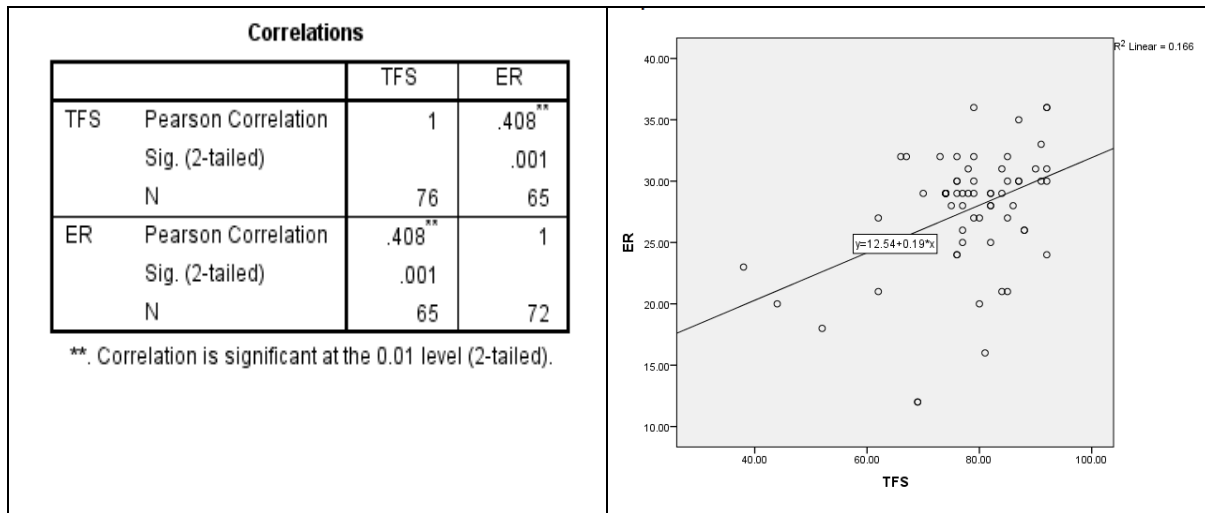 Correlations
TFS ER
TFS Pearson Correlation 1 .408**
Sig. (2-tailed) .001
N 76 65
ER Pearson Correlation .408** 1
Sig. (2-tailed) .001
N 65 72
**. Correlation is significant at the 0.01 level (2-tailed).
R² Linear = 0.166
40.00
35.00
30.00
25.00
20.00
15.00
10.00
ER
y=12.54+0.19*x
40.00 60.00 80.00 100.00
TFS